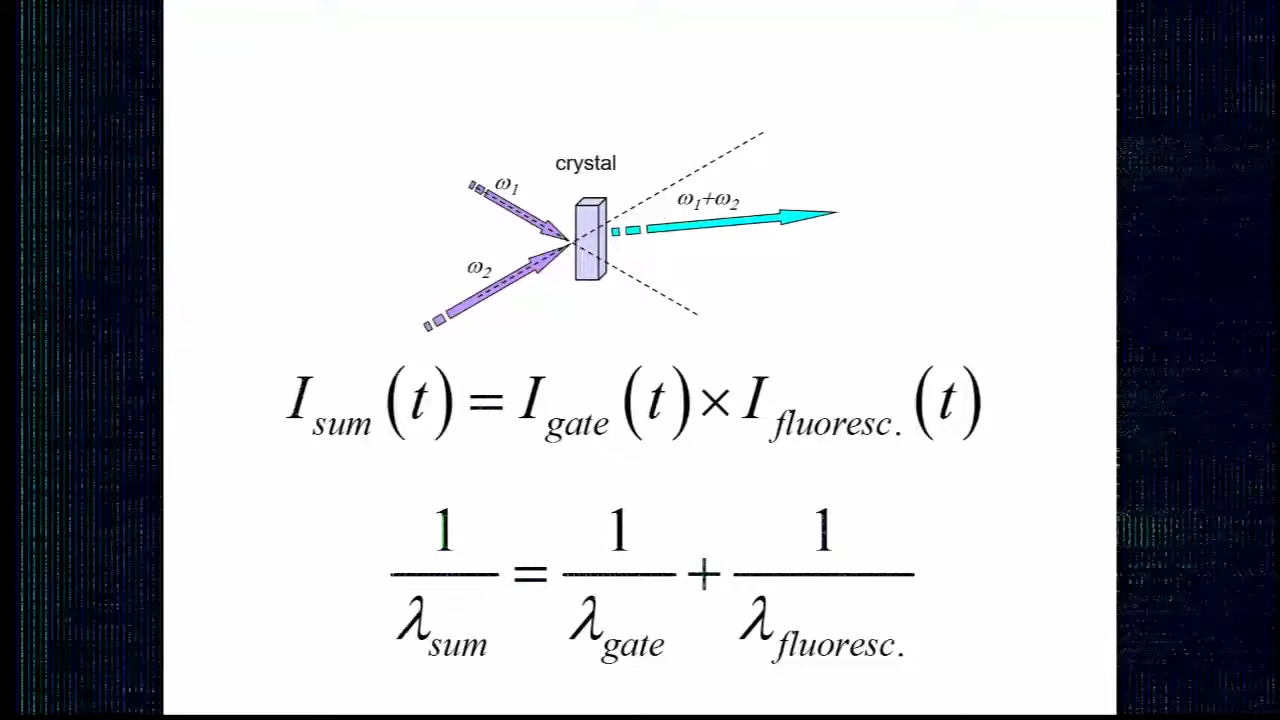 crystal
ω₁
ω₁+ω₂
ω₂
I_sum (t) = I_gate (t) × I_fluoresc. (t)
1/λ_sum = 1/λ_gate + 1/λ_fluoresc.